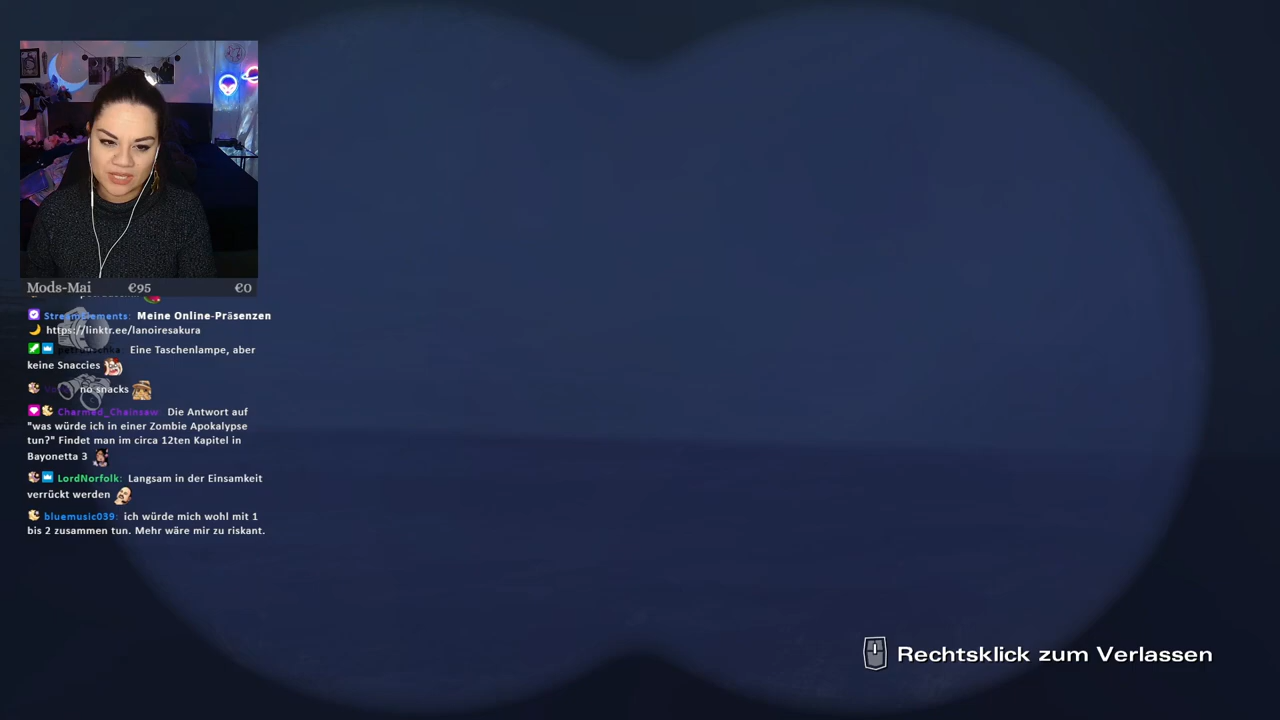 Mods-Mai €95 €0
StreamElements: Meine Online-Präsenzen
https://linktr.ee/lanoiresakura
petruuschka: Eine Taschenlampe, aber
keine Snaccies
no snacks
Charmed_Chainsaw: Die Antwort auf
"was würde ich in einer Zombie Apokalypse
tun?" Findet man im circa 12ten Kapitel in
Bayonetta 3
LordNorfolk: Langsam in der Einsamkeit
verrückt werden
bluemusic039: ich würde mich wohl mit 1
bis 2 zusammen tun. Mehr wäre mir zu riskant.
Rechtsklick zum Verlassen